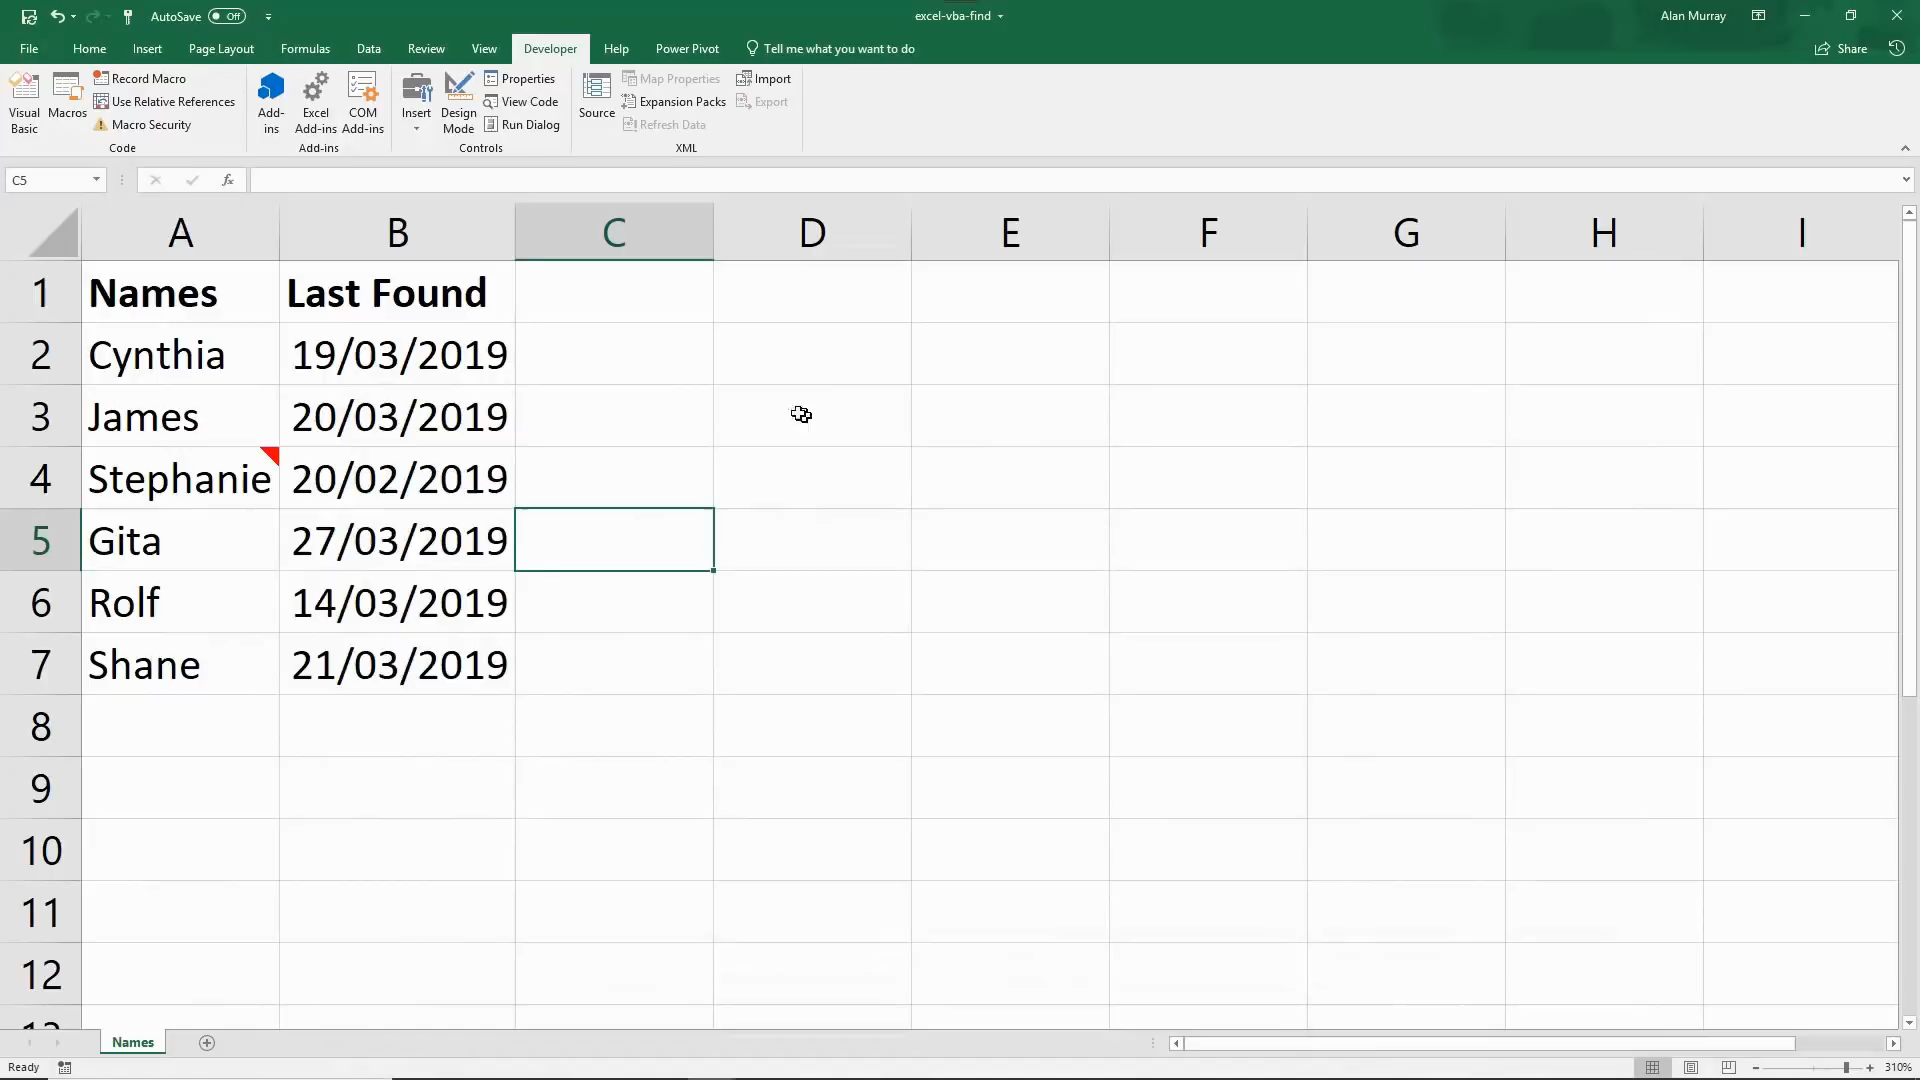 AutoSave Off
excel-vba-find
Alan Murray
File Home Insert Page Layout Formulas Data Review View Developer Help Power Pivot Tell me what you want to do
Share
Visual Basic
Macros
Record Macro
Use Relative References
Macro Security
Code
Add-ins
Excel Add-ins
COM Add-ins
Add-ins
Insert
Design Mode
Properties
View Code
Run Dialog
Controls
Source
Map Properties
Expansion Packs
Refresh Data
Import
Export
XML
C5
fx
A B C D E F G H I
1 Names Last Found
2 Cynthia 19/03/2019
3 James 20/03/2019
4 Stephanie 20/02/2019
5 Gita 27/03/2019
6 Rolf 14/03/2019
7 Shane 21/03/2019
8
9
10
11
12
Names
Ready
310%